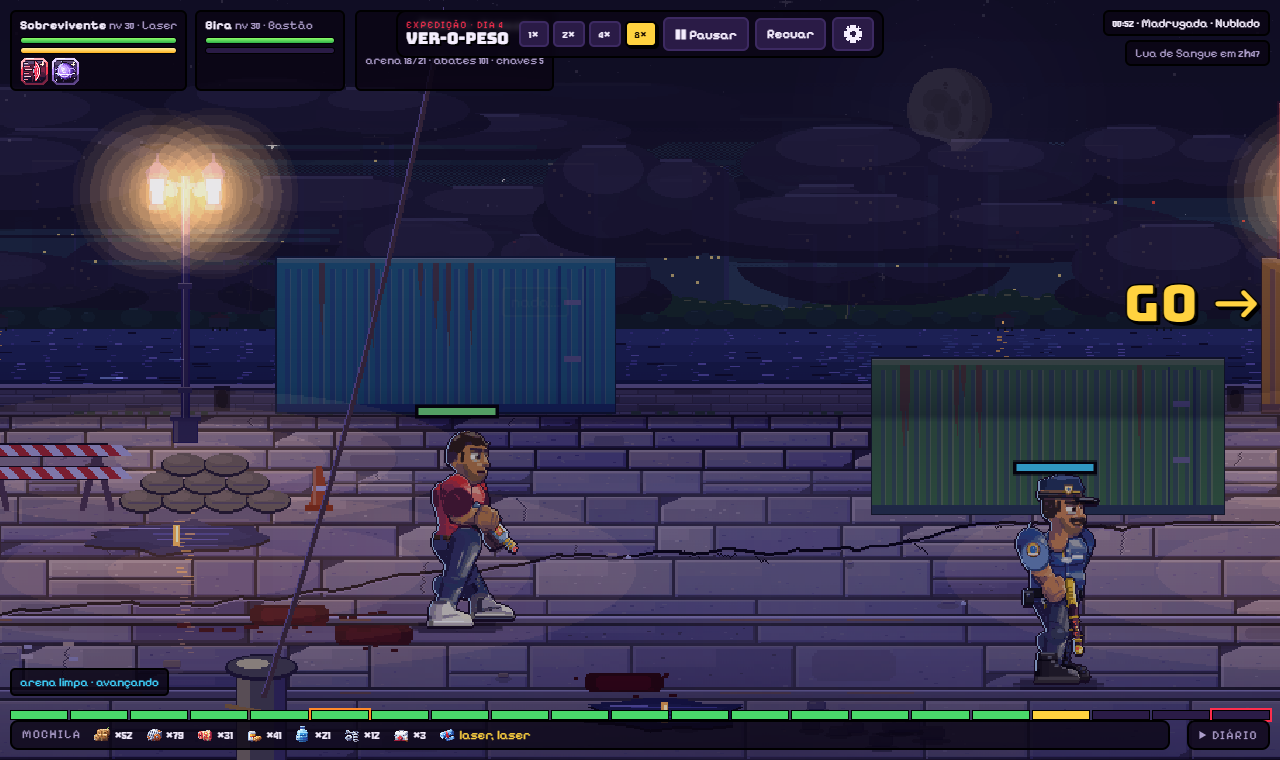 Sobrevivente nv 30 · Laser
Bira nv 30 · Bastão
EXPEDIÇÃO · DIA 4
VER-O-PESO
1×
2×
4×
8×
Pausar
Recuar
arena 18/21 · abates 101 · chaves 5
00:52 · Madrugada · Nublado
Lua de Sangue em 2h47
GO →
arena limpa · avançando
MOCHILA ×52 ×79 ×31 ×41 ×21 ×12 ×3 laser, laser
▶ DIÁRIO